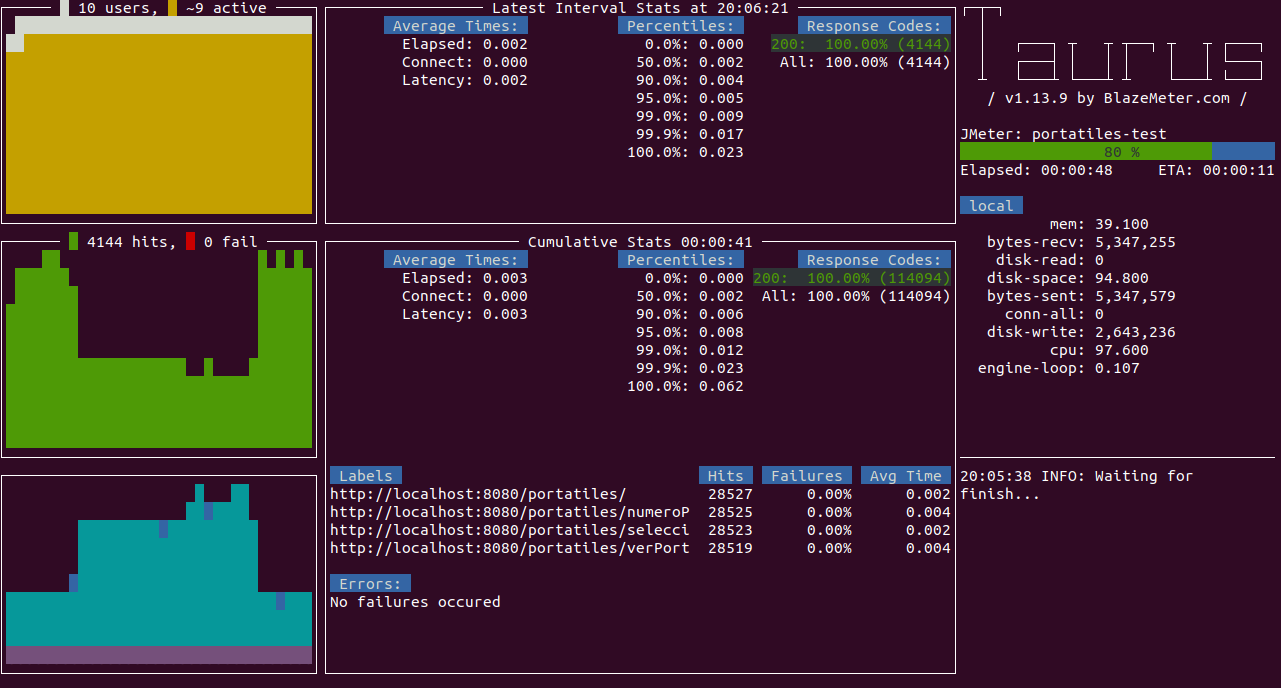 10 users, ~9 active
4144 hits, 0 fail
Latest Interval Stats at 20:06:21
Average Times: Percentiles: Response Codes:
Elapsed: 0.002 0.0%: 0.000 200: 100.00% (4144)
Connect: 0.000 50.0%: 0.002 All: 100.00% (4144)
Latency: 0.002 90.0%: 0.004
95.0%: 0.005
99.0%: 0.009
99.9%: 0.017
100.0%: 0.023
Cumulative Stats 00:00:41
Average Times: Percentiles: Response Codes:
Elapsed: 0.003 0.0%: 0.000 200: 100.00% (114094)
Connect: 0.000 50.0%: 0.002 All: 100.00% (114094)
Latency: 0.003 90.0%: 0.006
95.0%: 0.008
99.0%: 0.012
99.9%: 0.023
100.0%: 0.062
Labels Hits Failures Avg Time
http://localhost:8080/portatiles/ 28527 0.00% 0.002
http://localhost:8080/portatiles/numeroP 28525 0.00% 0.004
http://localhost:8080/portatiles/selecci 28523 0.00% 0.002
http://localhost:8080/portatiles/verPort 28519 0.00% 0.004
Errors:
No failures occured
Taurus
/ v1.13.9 by BlazeMeter.com /
JMeter: portatiles-test
80 %
Elapsed: 00:00:48 ETA: 00:00:11
local
mem: 39.100
bytes-recv: 5,347,255
disk-read: 0
disk-space: 94.800
bytes-sent: 5,347,579
conn-all: 0
disk-write: 2,643,236
cpu: 97.600
engine-loop: 0.107
20:05:38 INFO: Waiting for
finish...